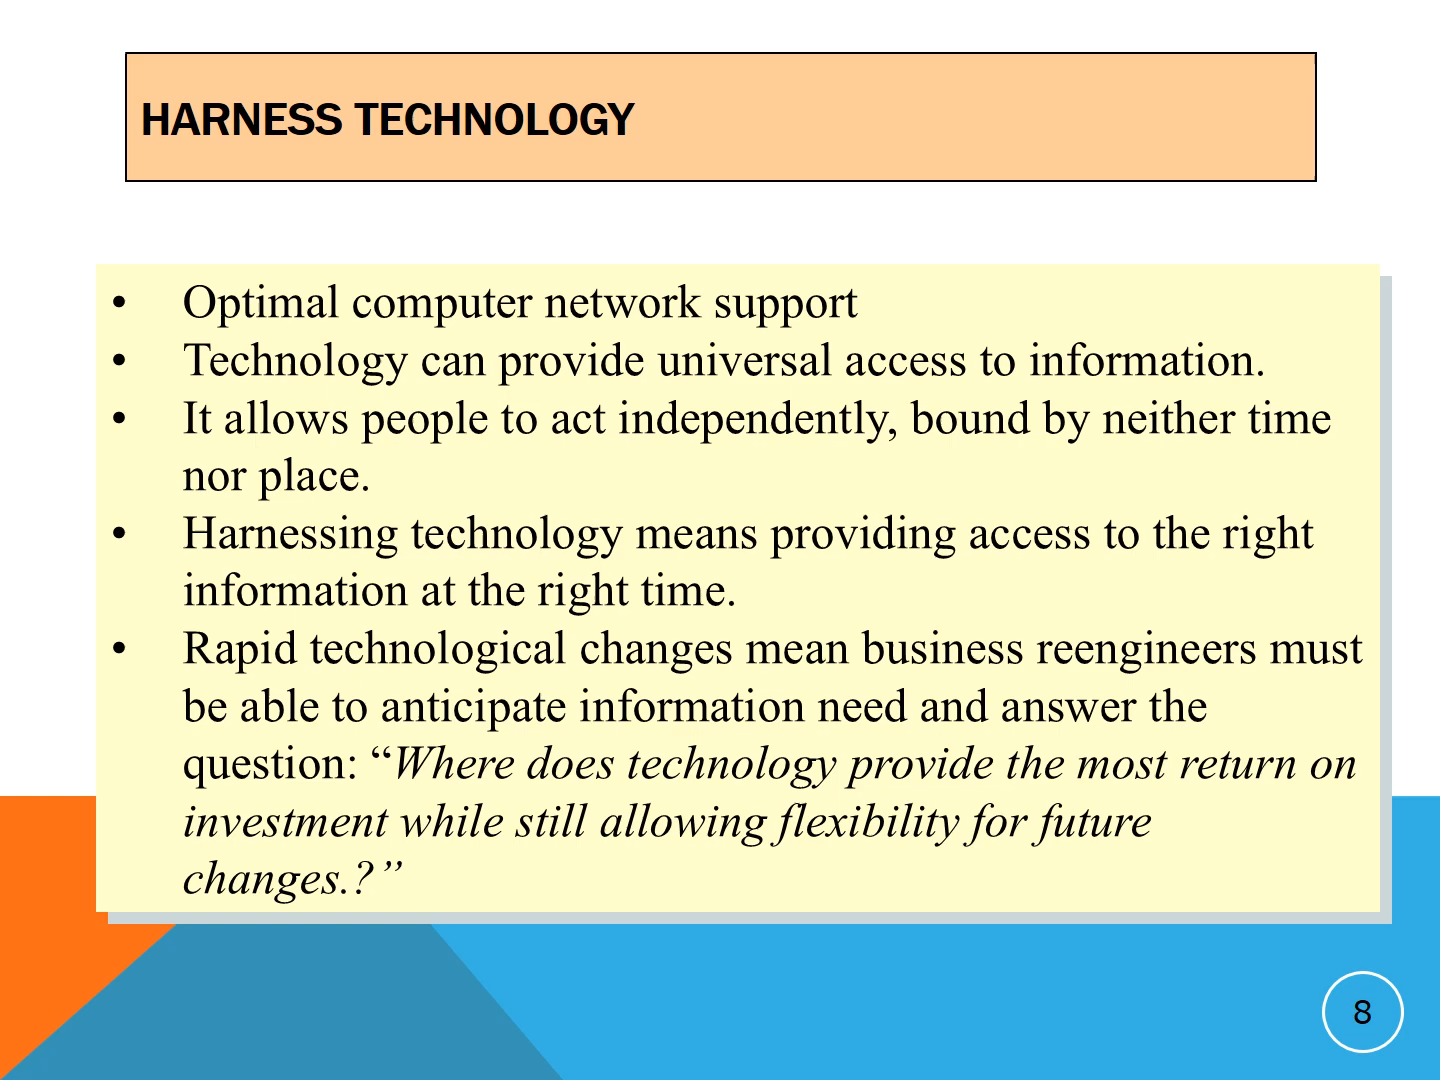 HARNESS TECHNOLOGY
• Optimal computer network support
• Technology can provide universal access to information.
• It allows people to act independently, bound by neither time
nor place.
• Harnessing technology means providing access to the right
information at the right time.
• Rapid technological changes mean business reengineers must
be able to anticipate information need and answer the
question: “Where does technology provide the most return on
investment while still allowing flexibility for future
changes.?”
8